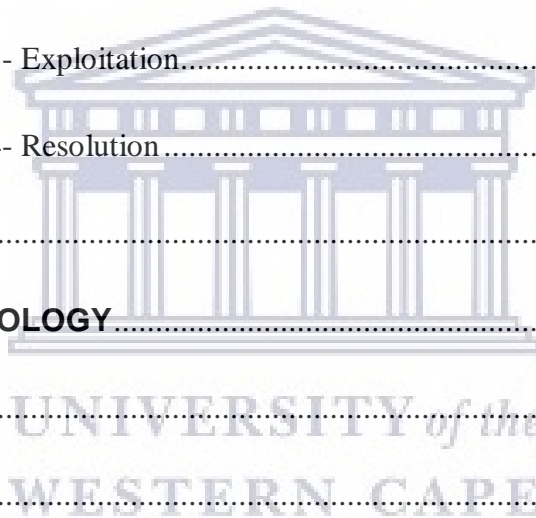 - Exploitation..........................................................
- Resolution.............................................................
..............................................................................
OLOGY..................................................................
UNIVERSITY of the
..............................................................................
WESTERN CAPE
..............................................................................